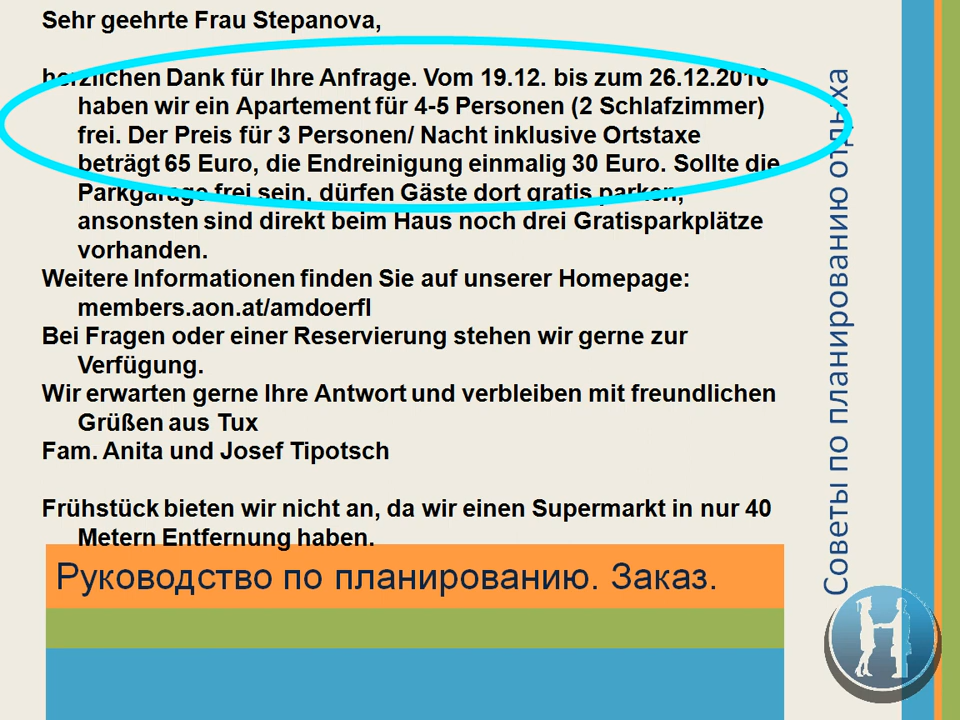 Sehr geehrte Frau Stepanova,
herzlichen Dank für Ihre Anfrage. Vom 19.12. bis zum 26.12.2010
haben wir ein Apartement für 4-5 Personen (2 Schlafzimmer)
frei. Der Preis für 3 Personen/ Nacht inklusive Ortstaxe
beträgt 65 Euro, die Endreinigung einmalig 30 Euro. Sollte die
Parkgarage frei sein, dürfen Gäste dort gratis parken,
ansonsten sind direkt beim Haus noch drei Gratisparkplätze
vorhanden.
Weitere Informationen finden Sie auf unserer Homepage:
members.aon.at/amdoerfl
Bei Fragen oder einer Reservierung stehen wir gerne zur
Verfügung.
Wir erwarten gerne Ihre Antwort und verbleiben mit freundlichen
Grüßen aus Tux
Fam. Anita und Josef Tipotsch
Frühstück bieten wir nicht an, da wir einen Supermarkt in nur 40
Metern Entfernung haben.
Руководство по планированию. Заказ.
Советы по планированию отдыха